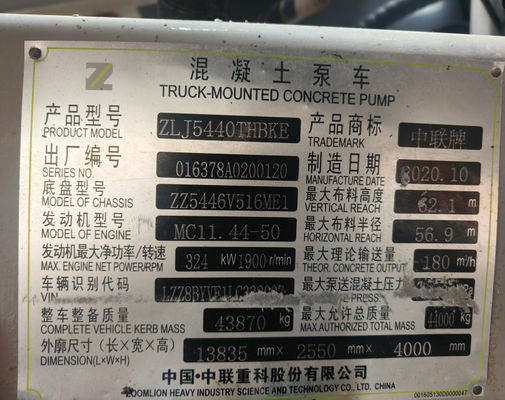 混凝土泵车
TRUCK-MOUNTED CONCRETE PUMP
产品型号 ZLJ5440THBKE 产品商标 中联牌
PRODUCT MODEL TRADEMARK
出厂编号 016378A0200120 制造日期 2020.10
SERIES NO. MANUFACTURE DATE
底盘型号 ZZ5446V516ME1 最大布料高度 62.1 m
MODEL OF CHASSIS VERTICAL REACH
发动机型号 MC11.44-50 最大布料半径 56.9 m
MODEL OF ENGINE HORIZONTAL REACH
发动机最大净功率/转速 324 kW 1900 r/min 最大理论输送量 180 m³/h
MAX. ENGINE NET POWER/RPM THEOR. CONCRETE OUTPUT
车辆识别代码 最大泵送混凝土压力
VIN PRESS.
整车整备质量 43870 kg 最大允许总质量 44000 kg
COMPLETE VEHICLE KERB MASS MAX.AUTHORIZED TOTAL MASS
外廓尺寸(长×宽×高) 13835 mm× 2550 mm× 4000 mm
DIMENSION(L×W×H)
中国·中联重科股份有限公司
ZOOMLION HEAVY INDUSTRY SCIENCE AND TECHNOLOGY CO., LTD. CHINA
001605130D0000047